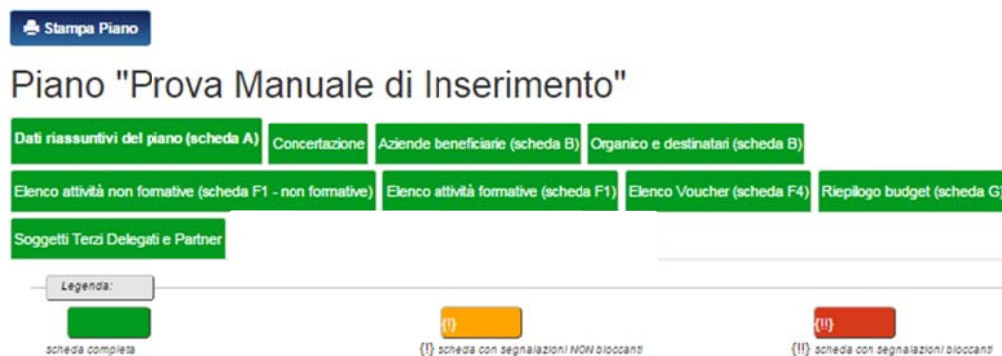 Stampa Piano
Piano "Prova Manuale di Inserimento"
Dati riassuntivi del piano (scheda A) Concertazione Aziende beneficiarie (scheda B) Organico e destinatari (scheda B)
Elenco attività non formative (scheda F1 - non formative) Elenco attività formative (scheda F1) Elenco Voucher (scheda F4) Riepilogo budget (scheda G)
Soggetti Terzi Delegati e Partner
Legenda:
{!} {!!}
scheda completa {!} scheda con segnalazioni NON bloccanti {!!} scheda con segnalazioni bloccanti